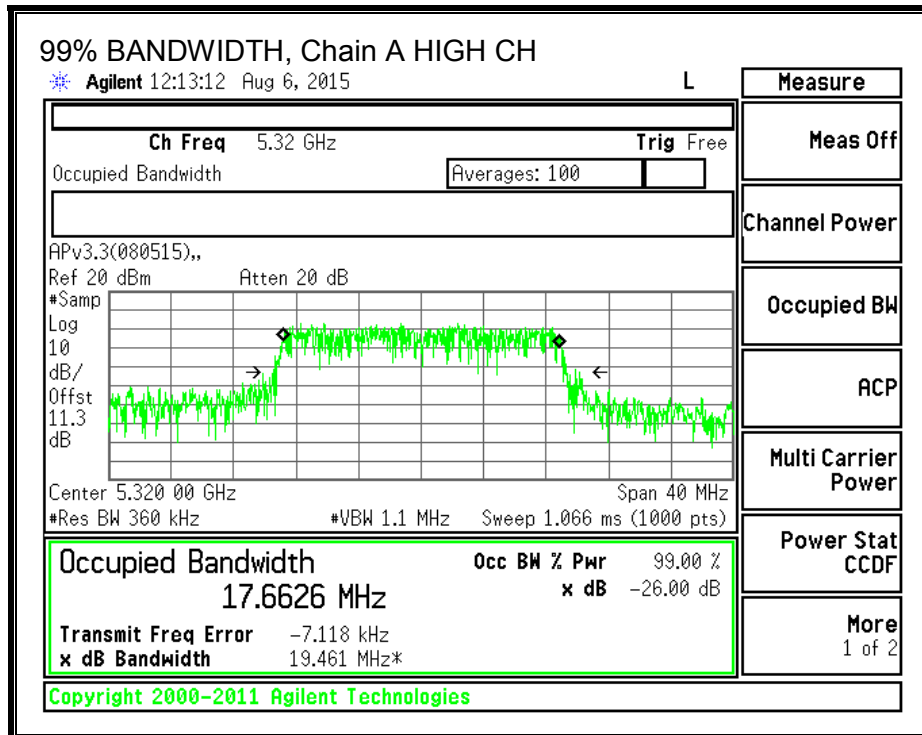 99% BANDWIDTH, Chain A HIGH CH
Agilent 12:13:12 Aug 6, 2015 L
Measure
Ch Freq 5.32 GHz Trig Free
Meas Off
Occupied Bandwidth Averages: 100
Channel Power
APv3.3(080515),,
Ref 20 dBm Atten 20 dB
#Samp
Log
10
dB/
Offst
11.3
dB
Occupied BW
ACP
Center 5.320 00 GHz Span 40 MHz
#Res BW 360 kHz #VBW 1.1 MHz Sweep 1.066 ms (1000 pts)
Multi Carrier
Power
Occupied Bandwidth Occ BW % Pwr 99.00 %
17.6626 MHz x dB -26.00 dB
Transmit Freq Error -7.118 kHz
x dB Bandwidth 19.461 MHz*
Power Stat
CCDF
More
1 of 2
Copyright 2000-2011 Agilent Technologies